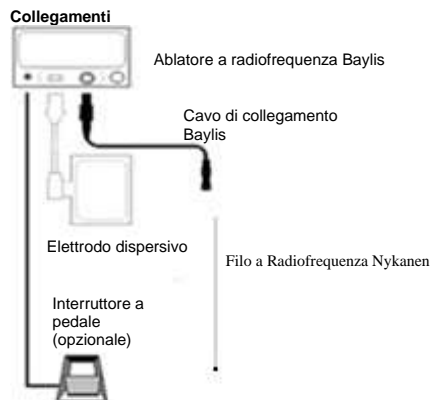 Collegamenti
Ablatore a radiofrequenza Baylis
Cavo di collegamento
Baylis
Elettrodo dispersivo
Filo a Radiofrequenza Nykanen
Interruttore a
pedale
(opzionale)